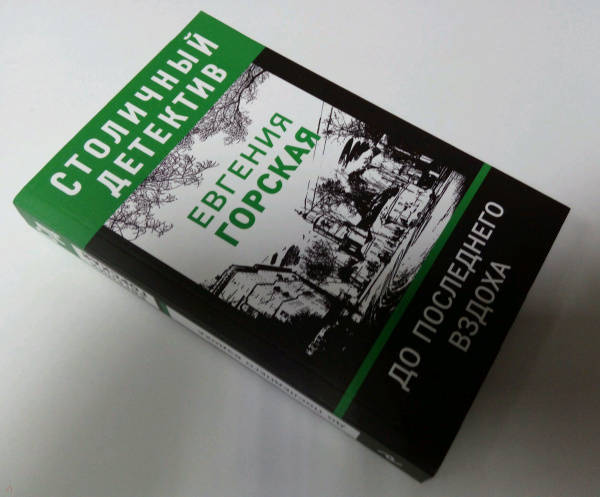 СТОЛИЧНЫЙ
ДЕТЕКТИВ
ЕВГЕНИЯ
ГОРСКАЯ
ДО ПОСЛЕДНЕГО
ВЗДОХА